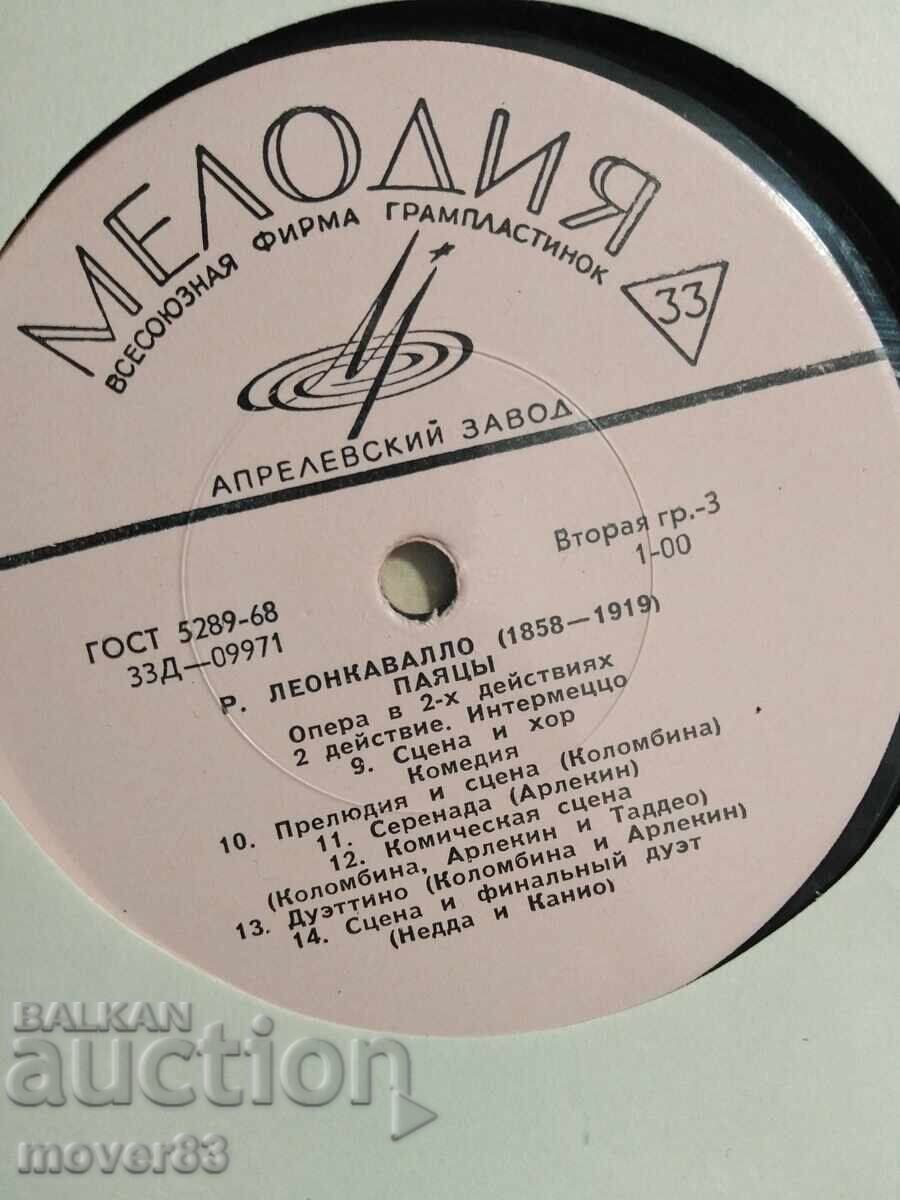 МЕЛОДИЯ
ВСЕСОЮЗНАЯ ФИРМА ГРАМПЛАСТИНОК
33
АПРЕЛЕВСКИЙ ЗАВОД
Вторая гр.-3
1-00
ГОСТ 5289-68
33Д—09971
Р. ЛЕОНКАВАЛЛО (1858—1919)
ПАЯЦЫ
Опера в 2-х действиях
2 действие. Интермеццо
9. Сцена и хор
Комедия
10. Прелюдия и сцена (Коломбина)
11. Серенада (Арлекин)
12. Комическая сцена
(Коломбина, Арлекин и Таддео)
13. Дуэттино (Коломбина и Арлекин)
14. Сцена и финальный дуэт
(Недда и Канио)
BALKAN
auction
mover83